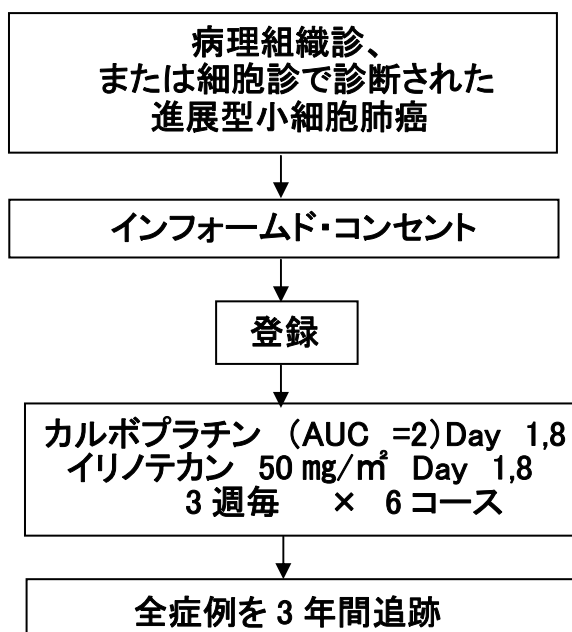 病理組織診、
または細胞診で診断された
進展型小細胞肺癌
インフォームド・コンセント
登録
カルボプラチン （AUC =2）Day 1,8
イリノテカン 50㎎/㎡ Day 1,8
3週毎 × 6コース
全症例を3年間追跡